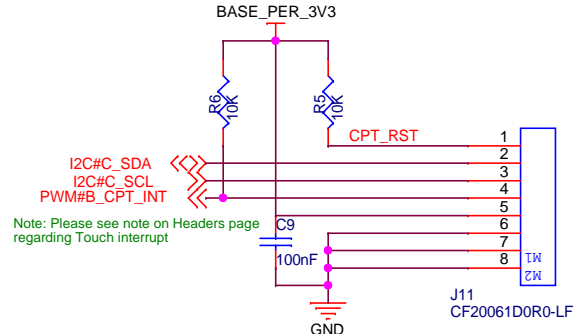 BASE_PER_3V3
R6
10K
R5
10K
CPT_RST
1
I2C#C_SDA
2
I2C#C_SCL
3
PWM#B_CPT_INT
4
5
Note: Please see note on Headers page
regarding Touch interrupt
C9
6
7
M1
100nF
8
M2
J11
CF20061D0R0-LF
GND